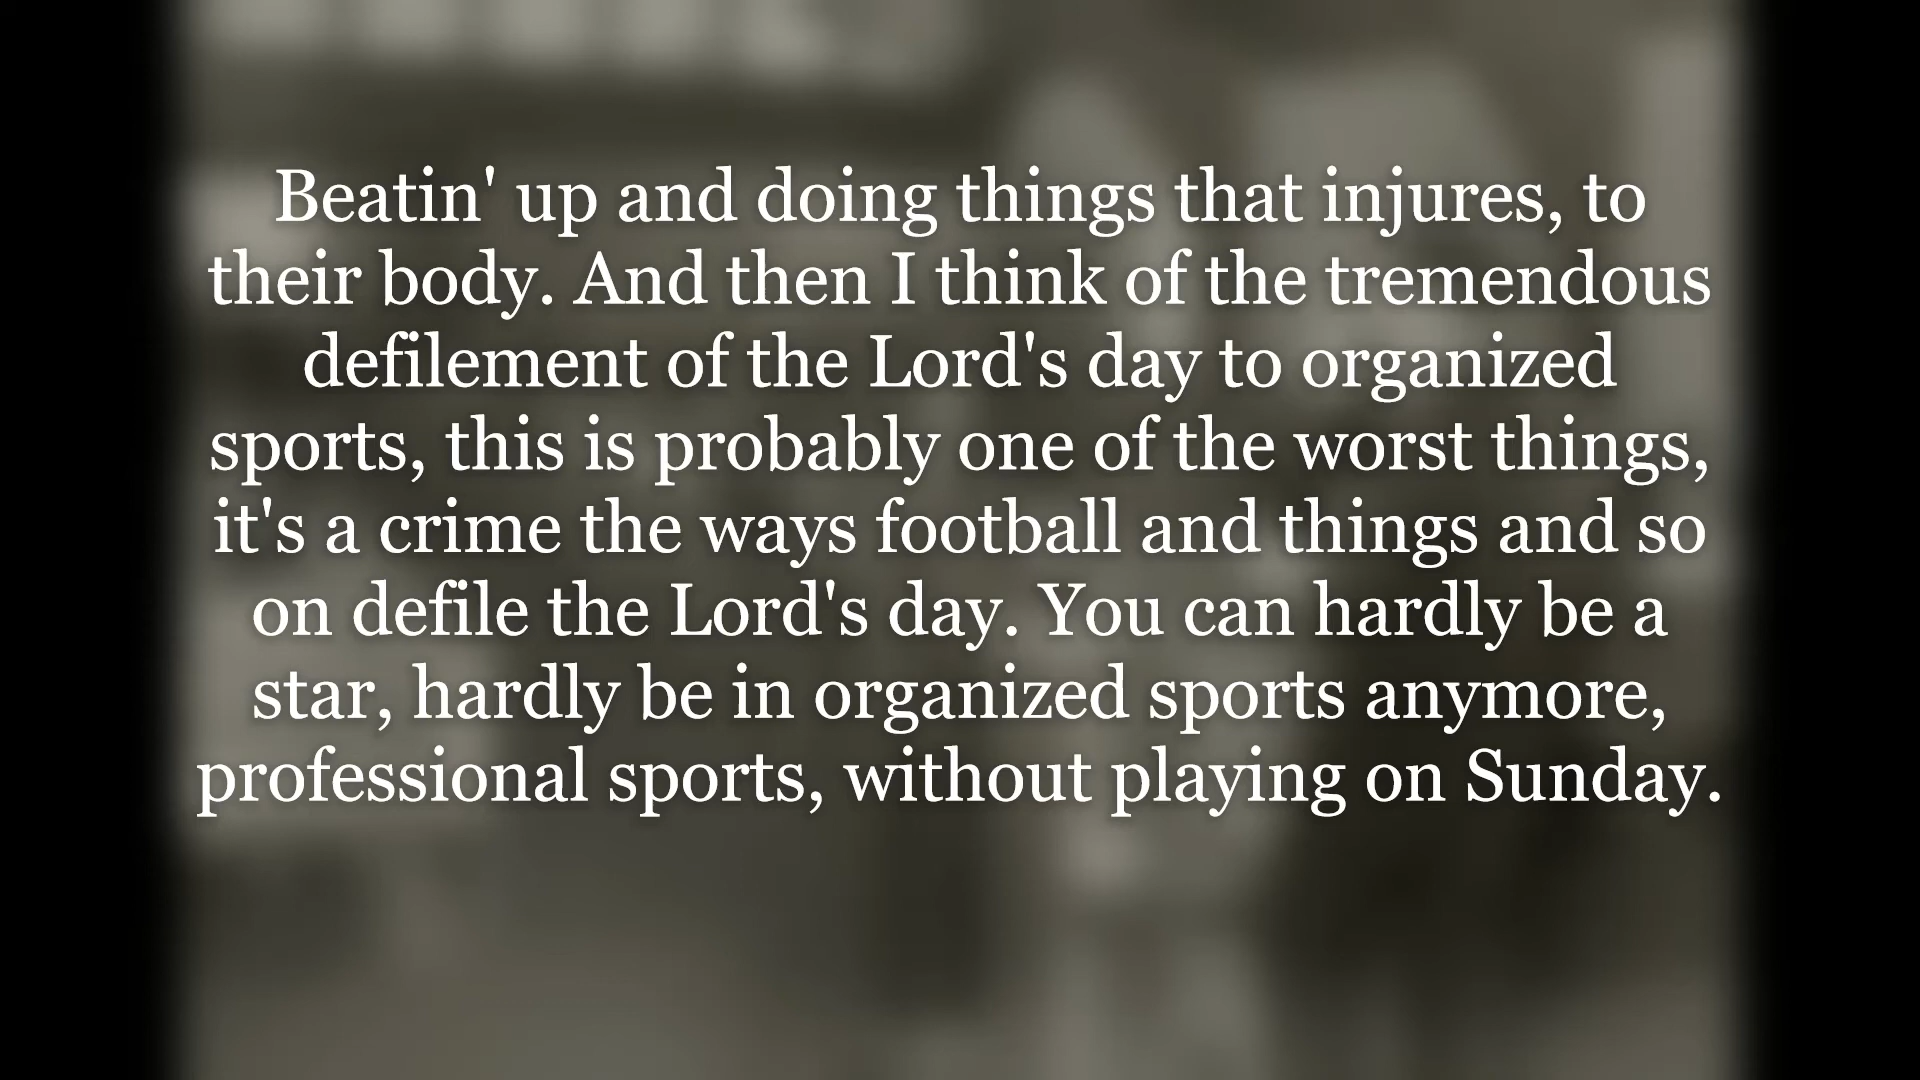 Beatin' up and doing things that injures, to
their body. And then I think of the tremendous
defilement of the Lord's day to organized
sports, this is probably one of the worst things,
it's a crime the ways football and things and so
on defile the Lord's day. You can hardly be a
star, hardly be in organized sports anymore,
professional sports, without playing on Sunday.